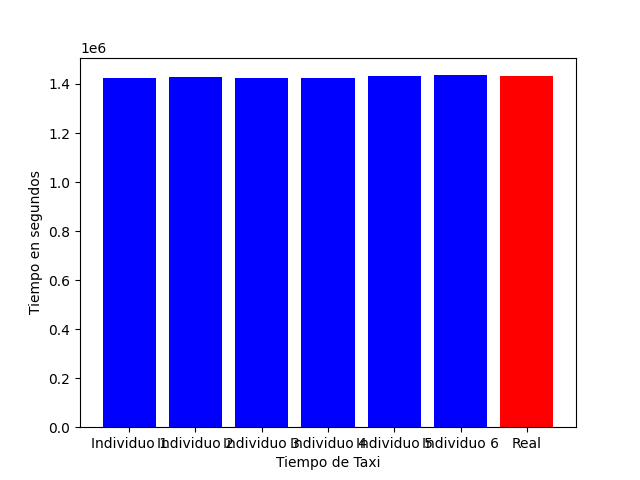 1e6
1.4
1.2
1.0
0.8
0.6
0.4
0.2
0.0
Tiempo en segundos
Individuo 1 Individuo 2 Individuo 3 Individuo 4 Individuo 5 Individuo 6 Real
Tiempo de Taxi